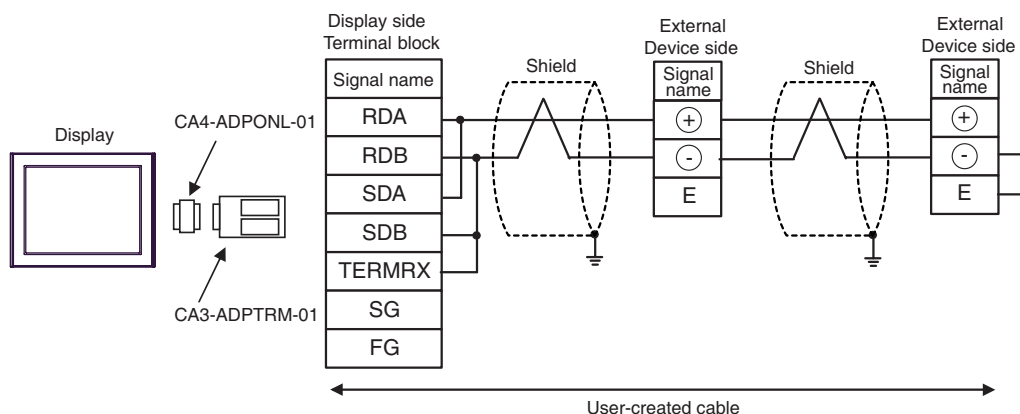 Display side
Terminal block
External
Device side
External
Device side
Signal name
Shield
Signal
name
Shield
Signal
name
CA4-ADPONL-01
RDA
+
+
Display
RDB
-
-
SDA
E
E
SDB
TERMRX
CA3-ADPTRM-01
SG
FG
User-created cable